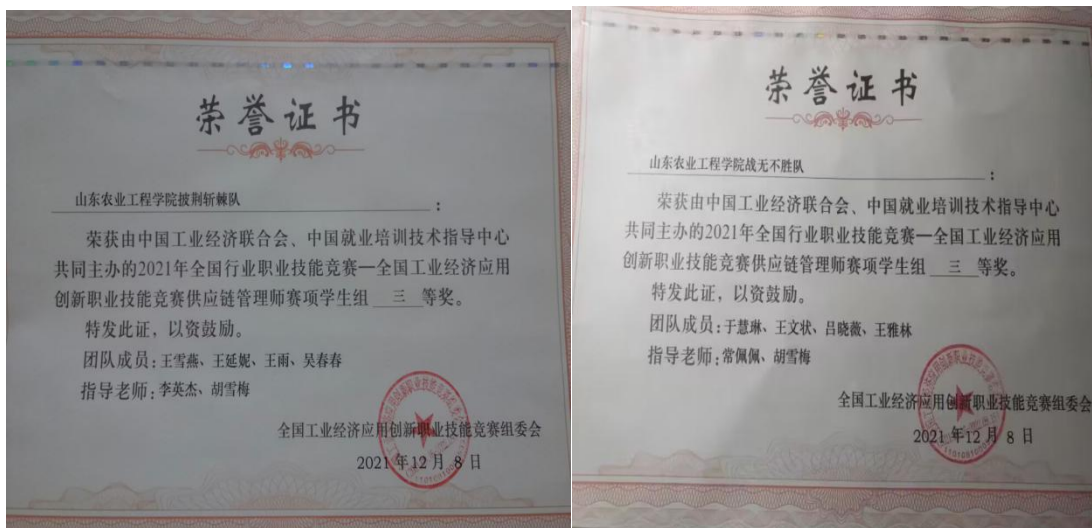 荣誉证书
山东农业工程学院披荆斩棘队：
荣获由中国工业经济联合会、中国就业培训技术指导中心
共同主办的2021年全国行业职业技能竞赛—全国工业经济应用
创新职业技能竞赛供应链管理师赛项学生组 三 等奖。
特发此证，以资鼓励。
团队成员：王雪燕、王延妮、王雨、吴春春
指导老师：李英杰、胡雪梅
全国工业经济应用创新职业技能竞赛组委会
2021年12月8日
荣誉证书
山东农业工程学院战无不胜队：
荣获由中国工业经济联合会、中国就业培训技术指导中心
共同主办的2021年全国行业职业技能竞赛—全国工业经济应用
创新职业技能竞赛供应链管理师赛项学生组 三 等奖。
特发此证，以资鼓励。
团队成员：于慧琳、王文状、吕晓薇、王雅林
指导老师：常佩佩、胡雪梅
全国工业经济应用创新职业技能竞赛组委会
2021年12月8日